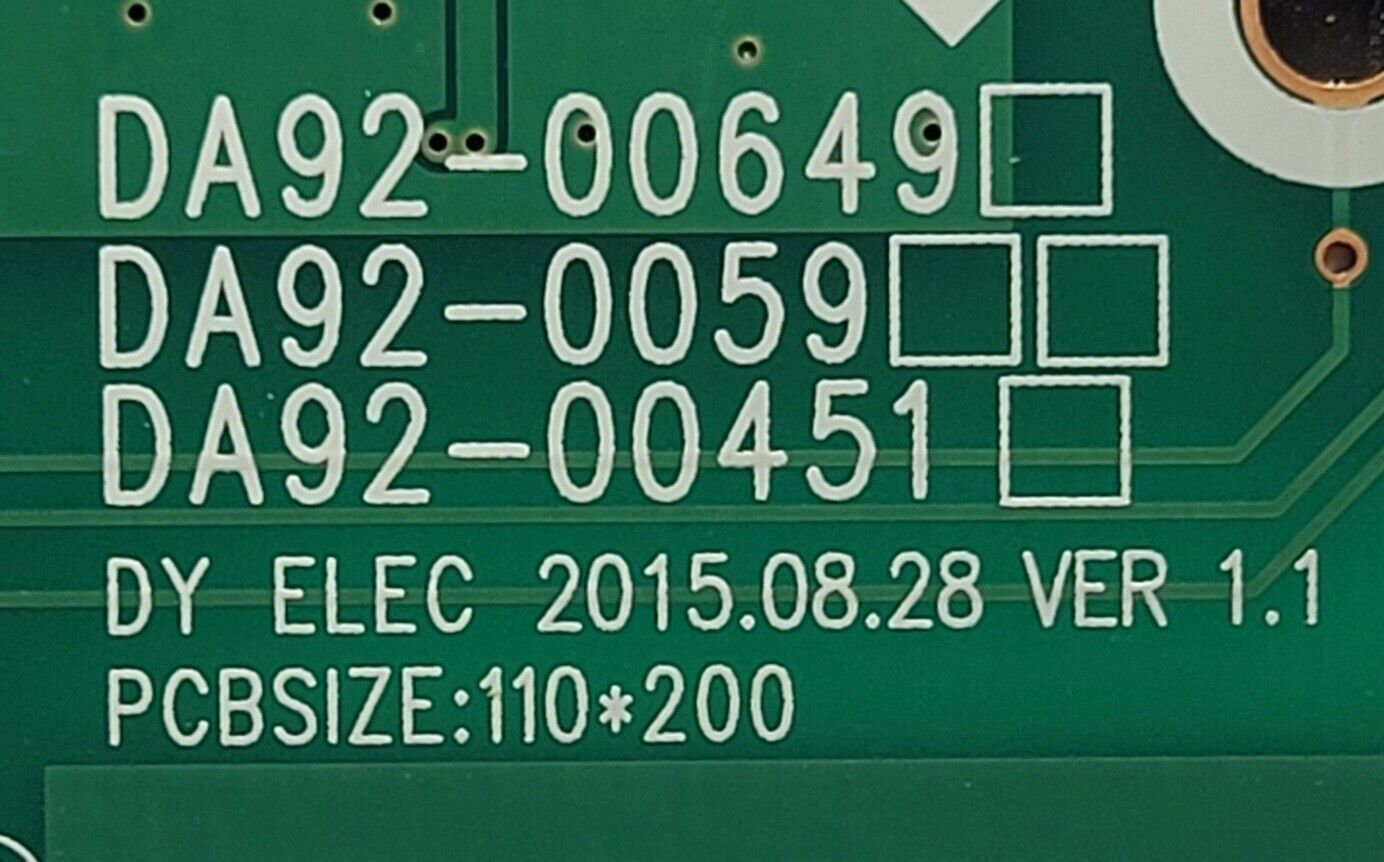 DA92-00649□
DA92-0059□□
DA92-00451 □
DY ELEC 2015.08.28 VER 1.1
PCBSIZE:110*200